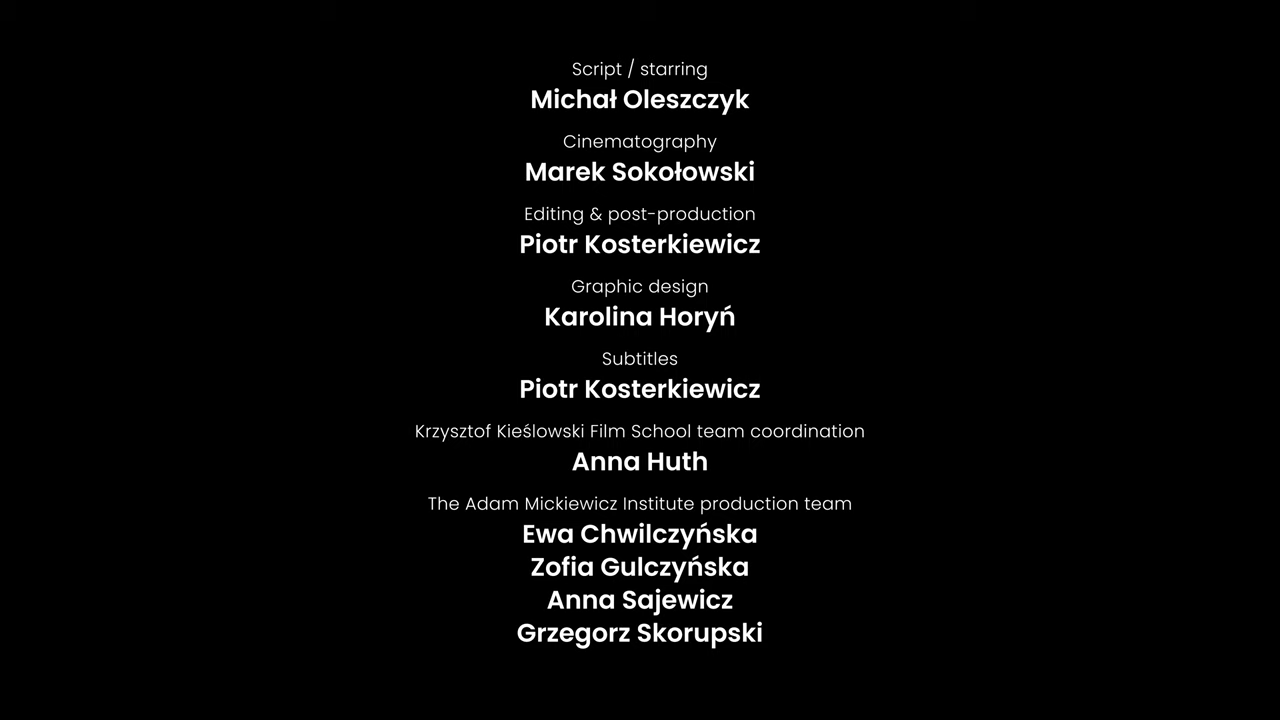 Script / starring
Michał Oleszczyk
Cinematography
Marek Sokołowski
Editing & post-production
Piotr Kosterkiewicz
Graphic design
Karolina Horyń
Subtitles
Piotr Kosterkiewicz
Krzysztof Kieślowski Film School team coordination
Anna Huth
The Adam Mickiewicz Institute production team
Ewa Chwilczyńska
Zofia Gulczyńska
Anna Sajewicz
Grzegorz Skorupski